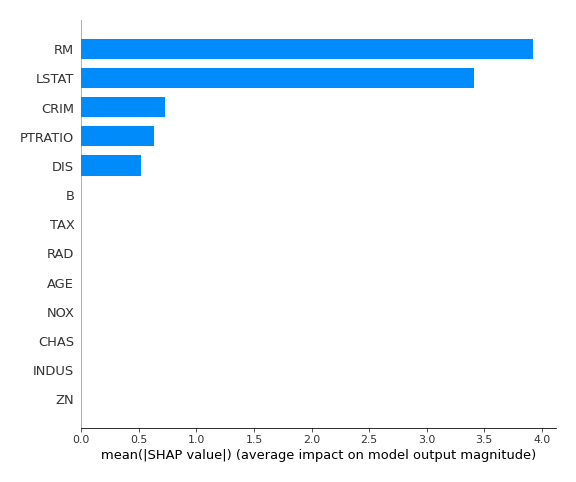 RM
LSTAT
CRIM
PTRATIO
DIS
B
TAX
RAD
AGE
NOX
CHAS
INDUS
ZN
0.0 0.5 1.0 1.5 2.0 2.5 3.0 3.5 4.0
mean(|SHAP value|) (average impact on model output magnitude)